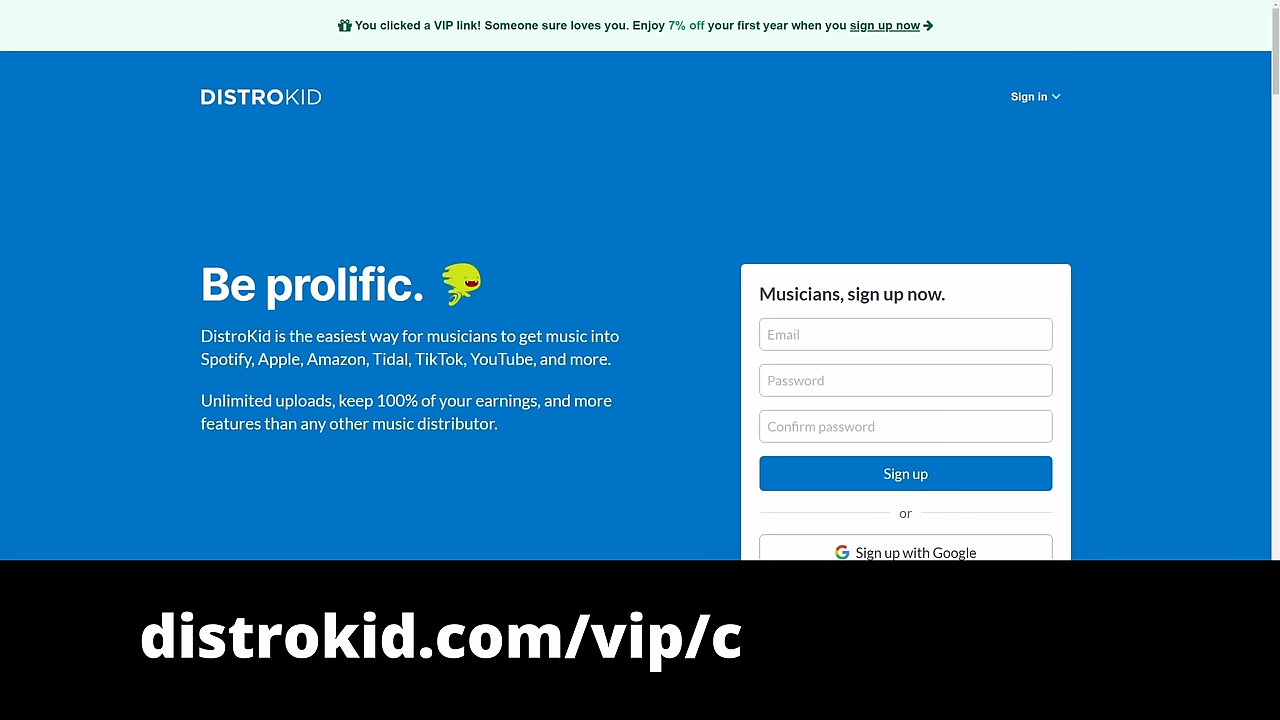 You clicked a VIP link! Someone sure loves you. Enjoy 7% off your first year when you sign up now
DISTROKID
Sign in
Be prolific.
DistroKid is the easiest way for musicians to get music into
Spotify, Apple, Amazon, Tidal, TikTok, YouTube, and more.
Unlimited uploads, keep 100% of your earnings, and more
features than any other music distributor.
Musicians, sign up now.
Email
Password
Confirm password
Sign up
or
Sign up with Google
distrokid.com/vip/c